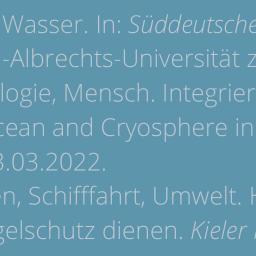 Wasser. In: Süddeutsche
-Albrechts-Universität z
logie, Mensch. Integrier
cean and Cryosphere in
3.03.2022.
en, Schifffahrt, Umwelt. H
gelschutz dienen. Kieler